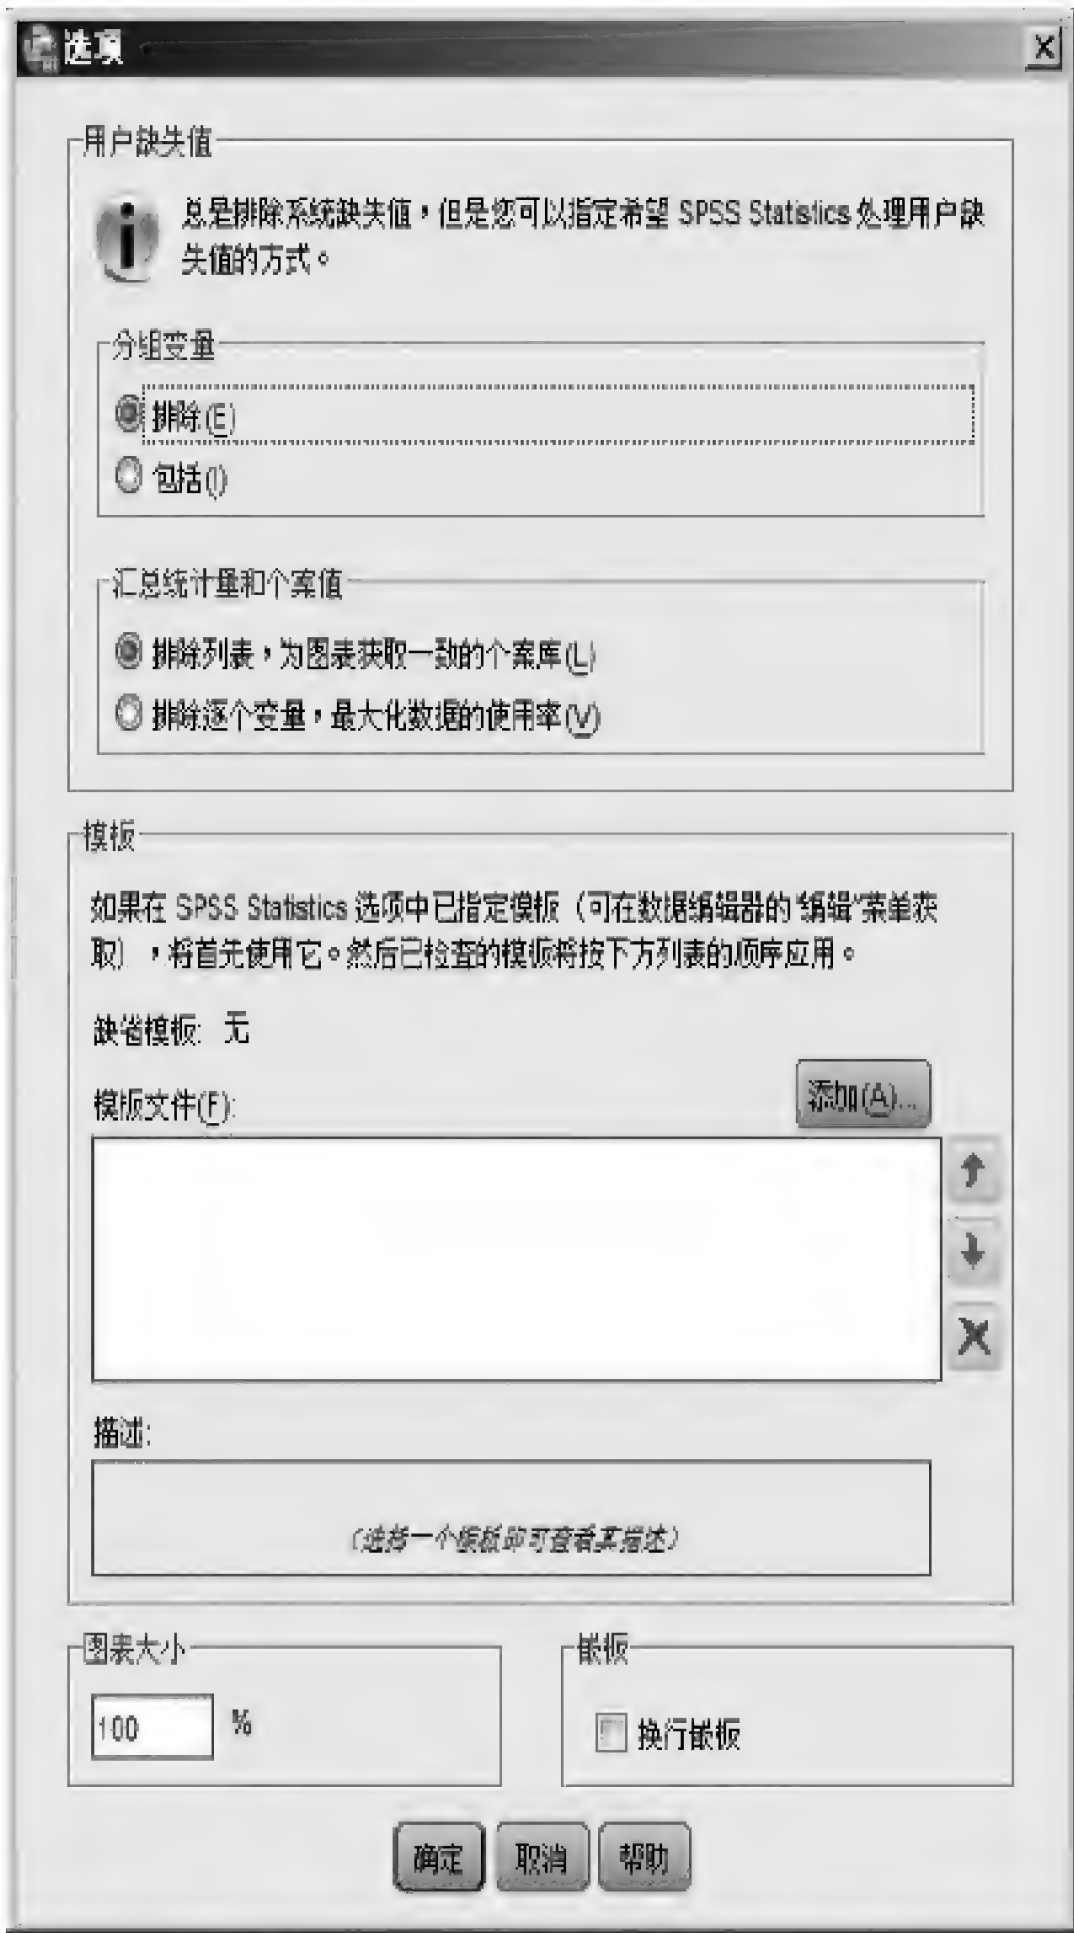 选项
用户缺失值
总是排除系统缺失值，但是您可以指定希望 SPSS Statistics 处理用户缺
失值的方式。
分组变量
排除(E)
包括(I)
汇总统计量和个案值
排除列表，为图表获取一致的个案库(L)
排除逐个变量，最大化数据的使用率(V)
模板
如果在 SPSS Statistics 选项中已指定模板（可在数据编辑器的"编辑"菜单获
取），将首先使用它。然后已检查的模板将按下方列表的顺序应用。
缺省模板: 无
添加(A)...
模版文件(F):
描述:
（选择一个模板即可查看其描述）
图表大小
100 %
嵌板
换行嵌板
确定 取消 帮助